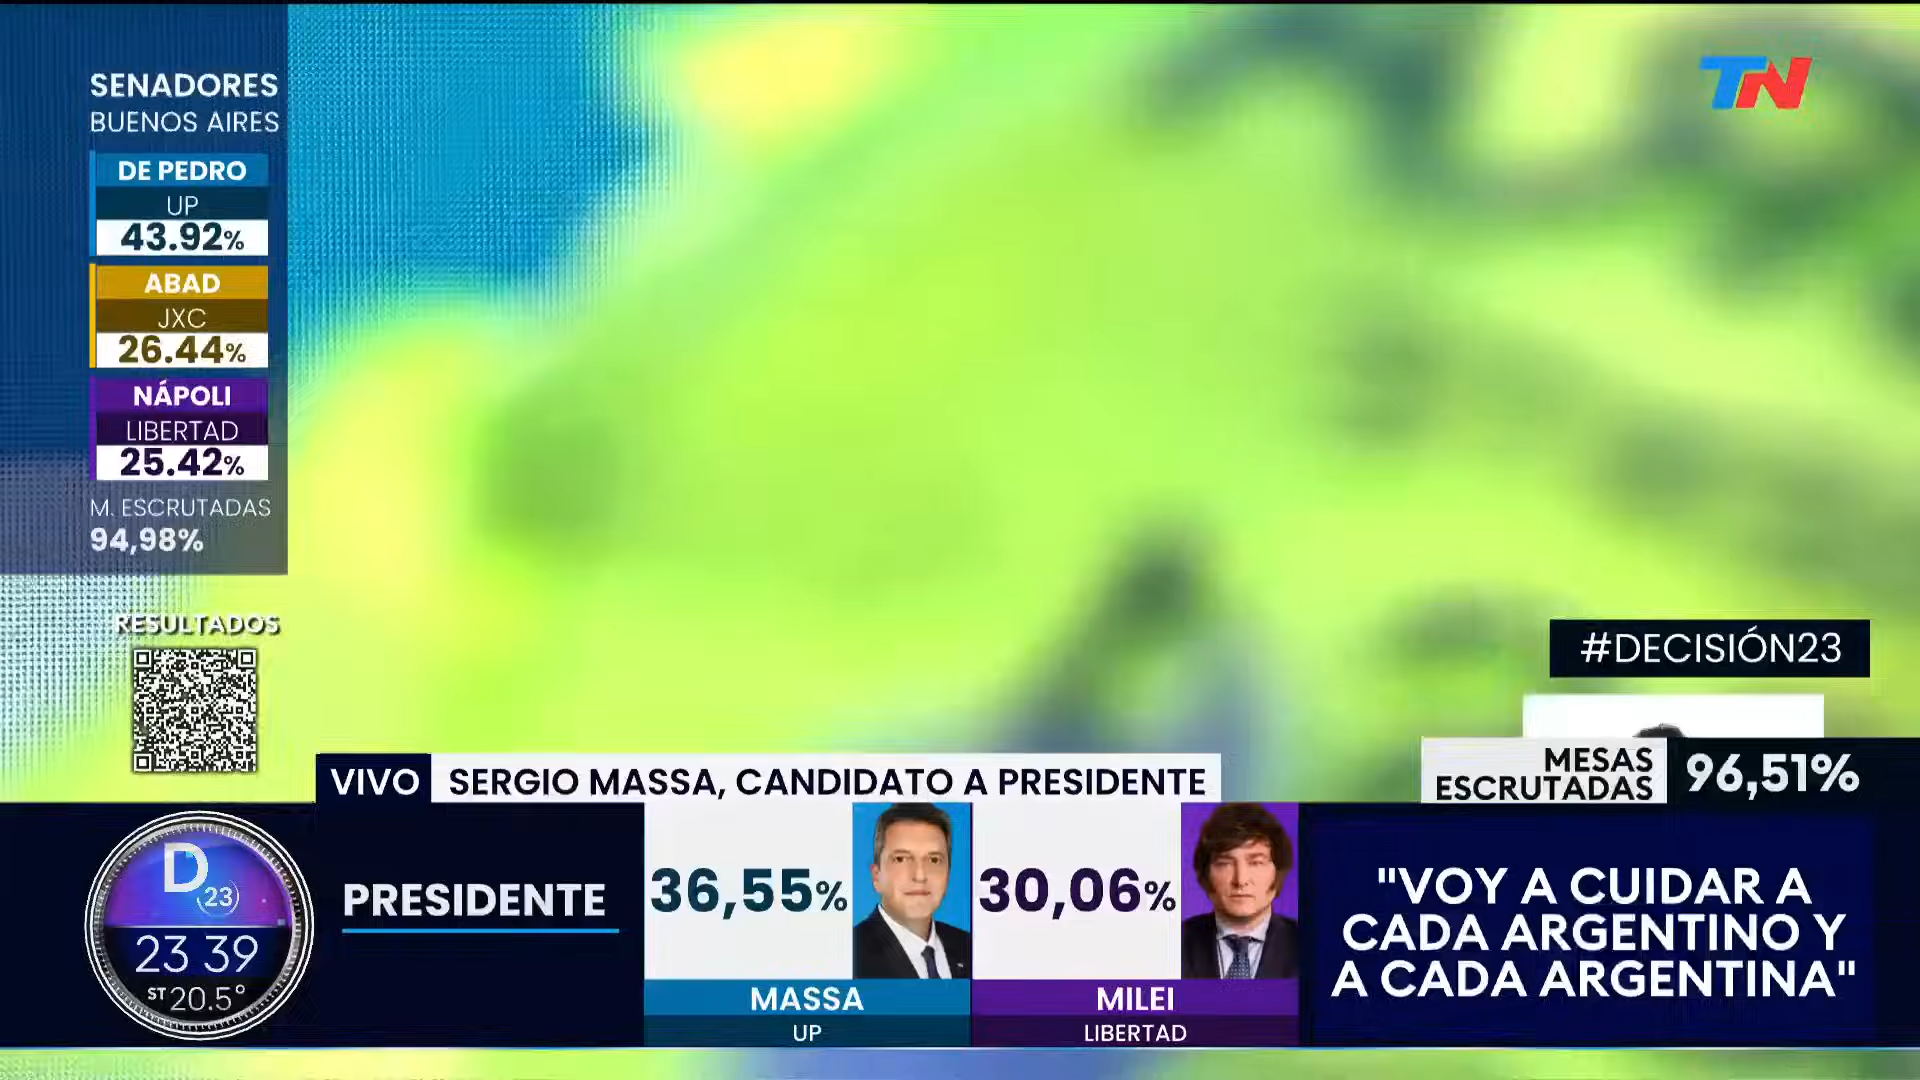 SENADORES
BUENOS AIRES
DE PEDRO
UP
43.92%
ABAD
JXC
26.44%
NÁPOLI
LIBERTAD
25.42%
M. ESCRUTADAS
94,98%
RESULTADOS
TN
#DECISIÓN23
MESAS
ESCRUTADAS
96,51%
VIVO
SERGIO MASSA, CANDIDATO A PRESIDENTE
D23
23 39
ST 20.5°
PRESIDENTE
36,55%
MASSA
UP
30,06%
MILEI
LIBERTAD
"VOY A CUIDAR A
CADA ARGENTINO Y
A CADA ARGENTINA"